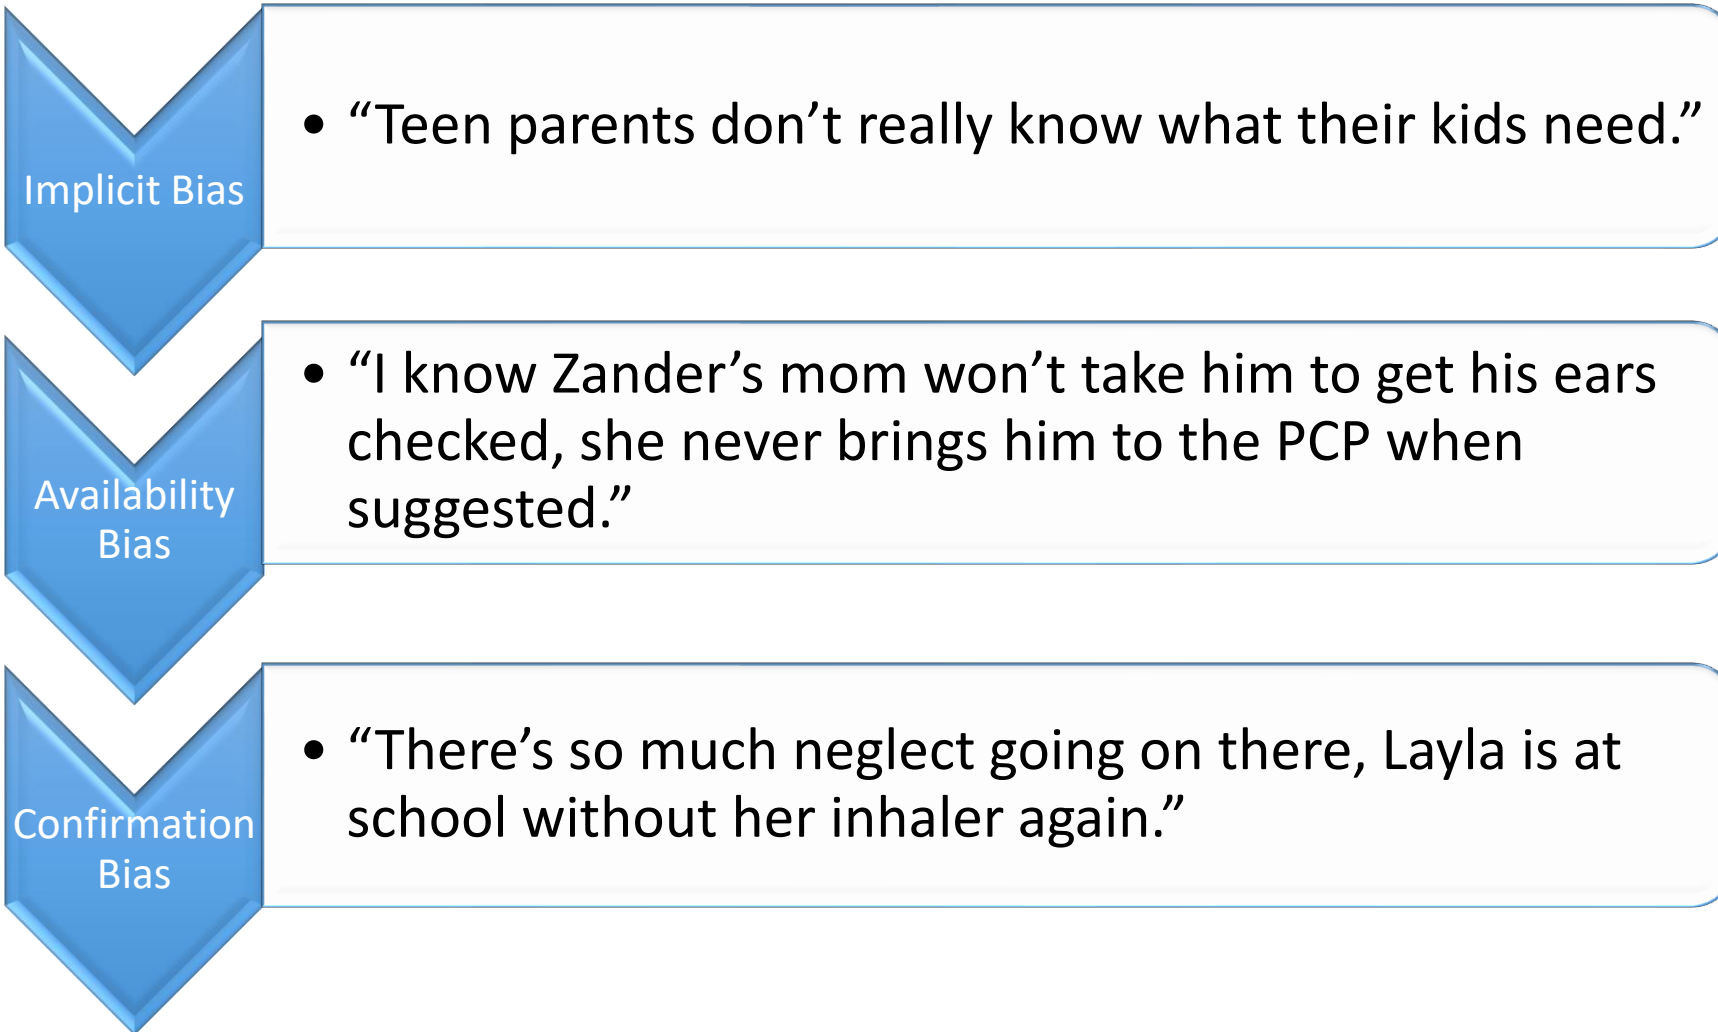 Implicit Bias
• “Teen parents don’t really know what their kids need.”
Availability
Bias
• “I know Zander’s mom won’t take him to get his ears
checked, she never brings him to the PCP when
suggested.”
Confirmation
Bias
• “There’s so much neglect going on there, Layla is at
school without her inhaler again.”